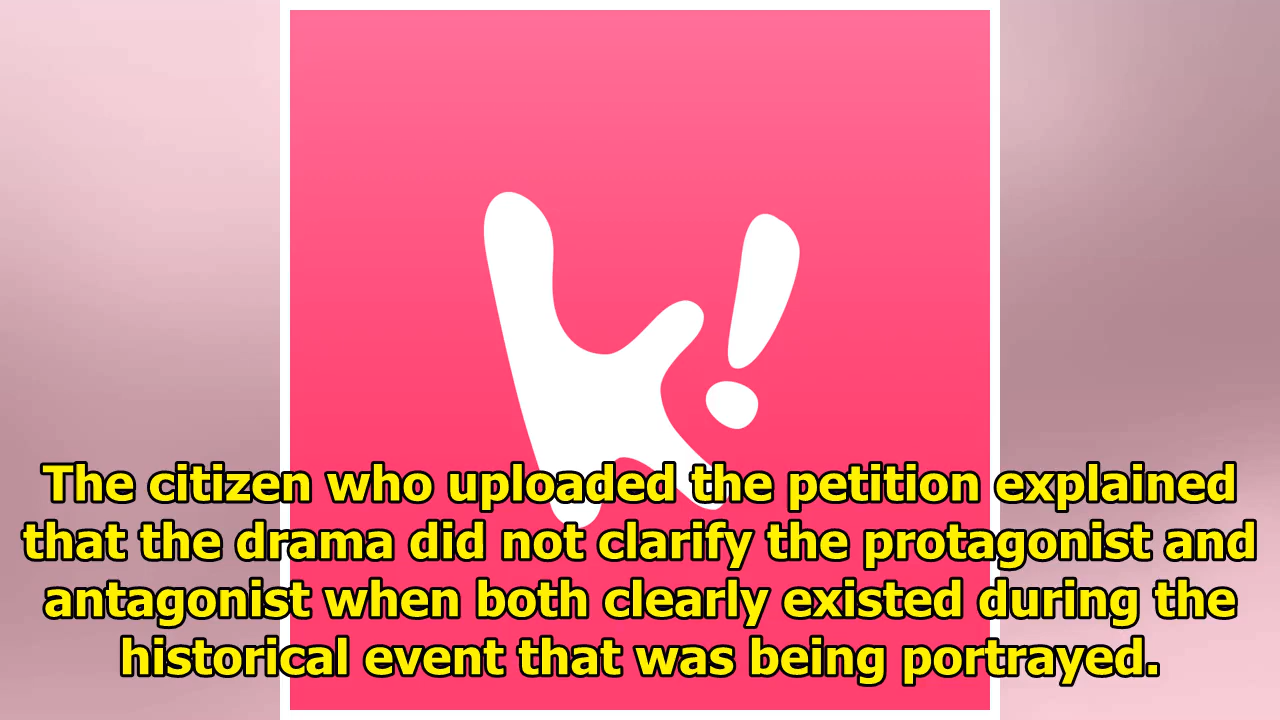 k!
The citizen who uploaded the petition explained
that the drama did not clarify the protagonist and
antagonist when both clearly existed during the
historical event that was being portrayed.